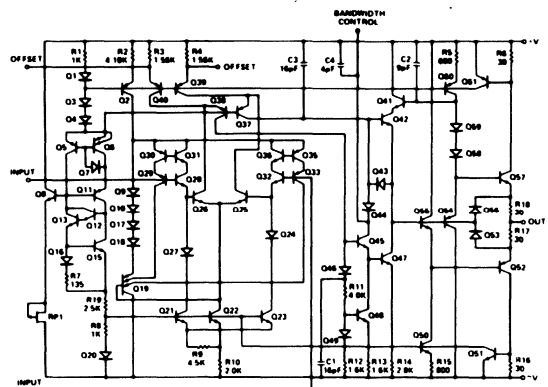 BANDWIDTH
CONTROL
R1
1K
R2
4.18K
R3
1.56K
R4
1.56K
C3
16pF
C4
4pF
C2
9pF
R5
800
R6
30
-V
OFFSET
OFFSET
Q1
Q2
Q3
Q4
Q40
Q39
Q38
Q37
Q41
Q42
Q60
Q61
Q59
Q58
Q57
Q5
Q6
Q7
INPUT
Q8
Q11
Q9
Q10
Q17
Q18
Q12
Q13
Q15
Q16
Q30
Q31
Q29
Q28
Q26
Q25
Q36
Q35
Q32
Q33
Q43
Q44
Q45
Q47
Q46
Q48
Q49
Q27
Q24
Q19
Q21
Q22
Q23
Q20
R7
135
R19
2.5K
R8
1K
RP1
R9
4.5K
R10
2.0K
C1
16pF
R11
4.8K
R12
1.6K
R13
1.6K
R14
2.8K
R15
800
R16
30
R18
30
R17
30
OUT
Q53
Q52
Q50
Q51
INPUT
-V